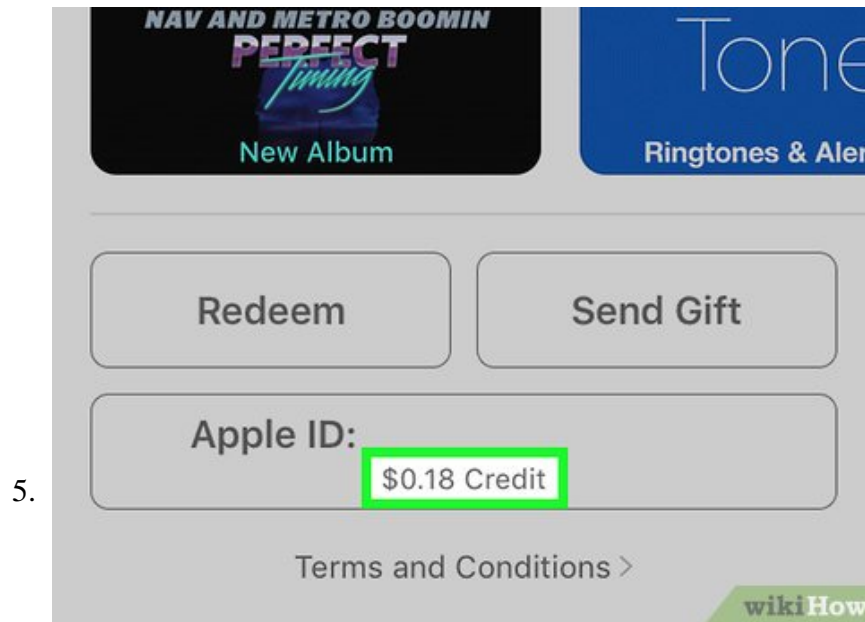 NAV AND METRO BOOMIN
PERFECT
Timing
New Album
Tone
Ringtones & Aler
Redeem
Send Gift
Apple ID:
$0.18 Credit
5.
Terms and Conditions >
wikiHow